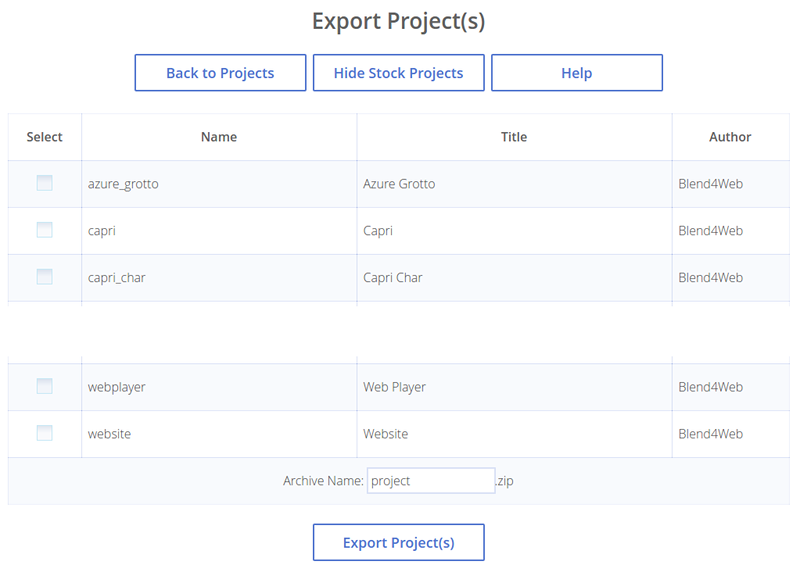 Export Project(s)
Back to Projects Hide Stock Projects Help
Select Name Title Author
azure_grotto Azure Grotto Blend4Web
capri Capri Blend4Web
capri_char Capri Char Blend4Web
webplayer Web Player Blend4Web
website Website Blend4Web
Archive Name: project .zip
Export Project(s)